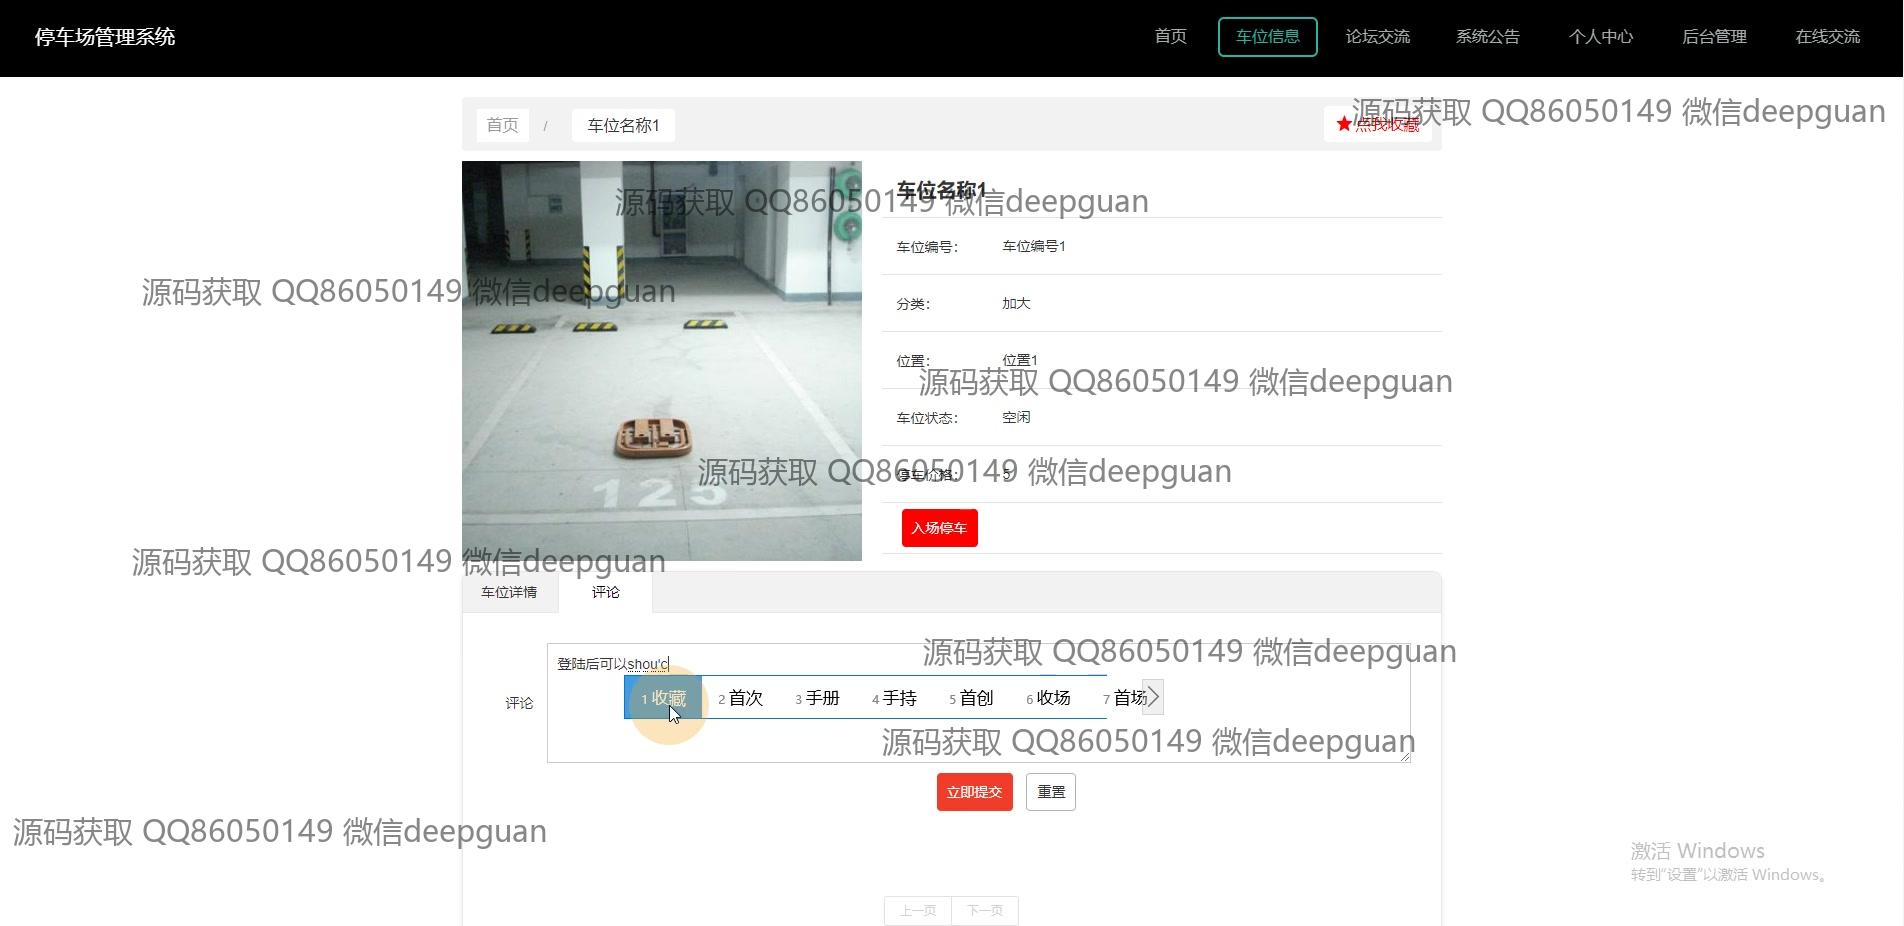 停车场管理系统 首页 车位信息 论坛交流 系统公告 个人中心 后台管理 在线交流
首页 / 车位名称1 ★点我收藏
源码获取 QQ86050149 微信deepguan
车位名称1
源码获取 QQ86050149 微信deepguan
车位编号： 车位编号1
源码获取 QQ86050149 微信deepguan
分类： 加大
位置： 位置1
源码获取 QQ86050149 微信deepguan
车位状态： 空闲
停车价格： 5
源码获取 QQ86050149 微信deepguan
125
入场停车
源码获取 QQ86050149 微信deepguan
车位详情 评论
源码获取 QQ86050149 微信deepguan
登陆后可以shou'c
评论
1 收藏 2 首次 3 手册 4 手持 5 首创 6 收场 7 首场
源码获取 QQ86050149 微信deepguan
立即提交 重置
源码获取 QQ86050149 微信deepguan
激活 Windows
转到“设置”以激活 Windows。
上一页 下一页